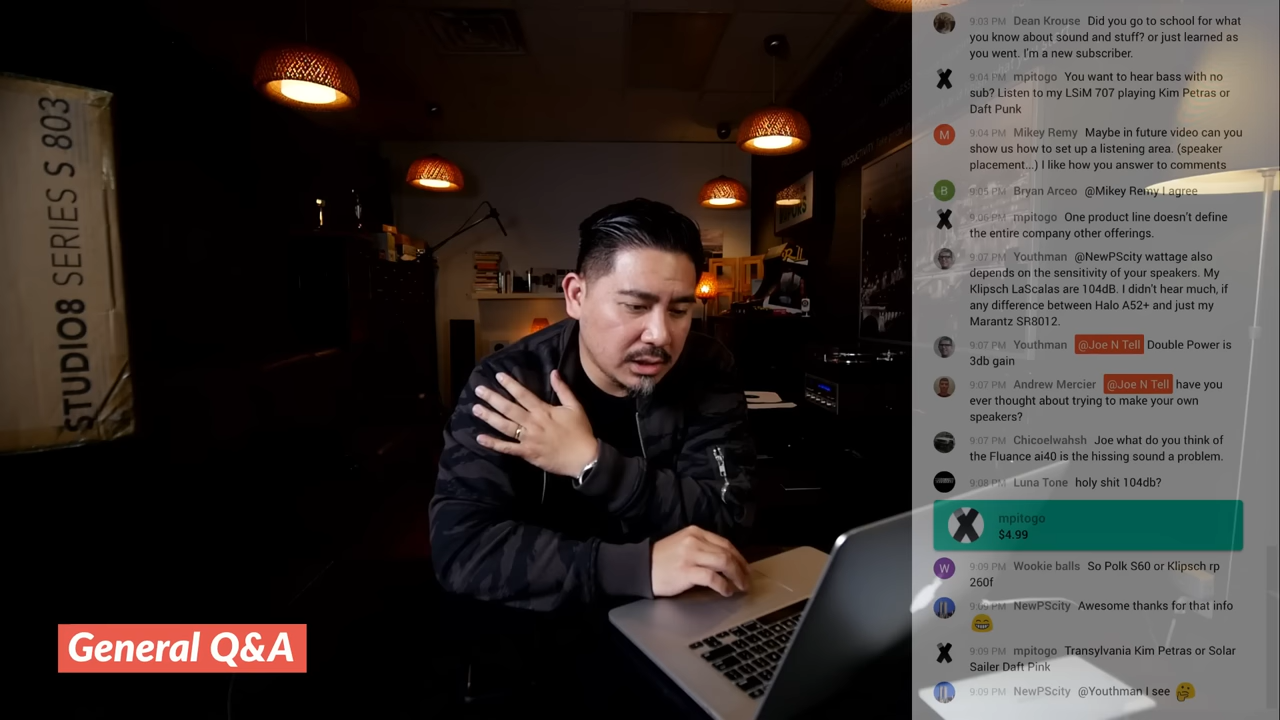 STUDIO8 SERIES S 803
General Q&A
9:03 PM Dean Krouse Did you go to school for what
you know about sound and stuff? or just learned as
you went. I'm a new subscriber.
9:04 PM mpitogo You want to hear bass with no
sub? Listen to my LSiM 707 playing Kim Petras or
Daft Punk
M 9:04 PM Mikey Remy Maybe in future video can you
show us how to set up a listening area. (speaker
placement...) I like how you answer to comments
B 9:05 PM Bryan Arceo @Mikey Remy I agree
9:06 PM mpitogo One product line doesn't define
the entire company other offerings.
9:07 PM Youthman @NewPScity wattage also
depends on the sensitivity of your speakers. My
Klipsch LaScalas are 104dB. I didn't hear much, if
any difference between Halo A52+ and just my
Marantz SR8012.
9:07 PM Youthman @Joe N Tell Double Power is
3db gain
9:07 PM Andrew Mercier @Joe N Tell have you
ever thought about trying to make your own
speakers?
9:07 PM Chicoelwahsh Joe what do you think of
the Fluance ai40 is the hissing sound a problem.
9:08 PM Luna Tone holy shit 104db?
mpitogo
$4.99
W 9:09 PM Wookie balls So Polk S60 or Klipsch rp
260f
9:09 PM NewPScity Awesome thanks for that info
9:09 PM mpitogo Transylvania Kim Petras or Solar
Sailer Daft Pink
9:09 PM NewPScity @Youthman I see